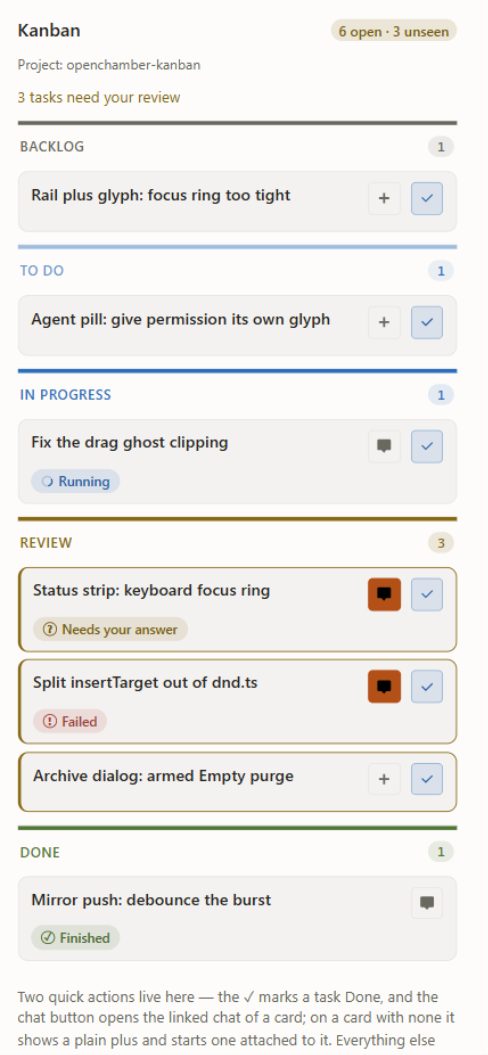 Kanban
6 open · 3 unseen
Project: openchamber-kanban
3 tasks need your review
BACKLOG
1
Rail plus glyph: focus ring too tight
TO DO
1
Agent pill: give permission its own glyph
IN PROGRESS
1
Fix the drag ghost clipping
Running
REVIEW
3
Status strip: keyboard focus ring
Needs your answer
Split insertTarget out of dnd.ts
Failed
Archive dialog: armed Empty purge
DONE
1
Mirror push: debounce the burst
Finished
Two quick actions live here — the ✓ marks a task Done, and the
chat button opens the linked chat of a card; on a card with none it
shows a plain plus and starts one attached to it. Everything else